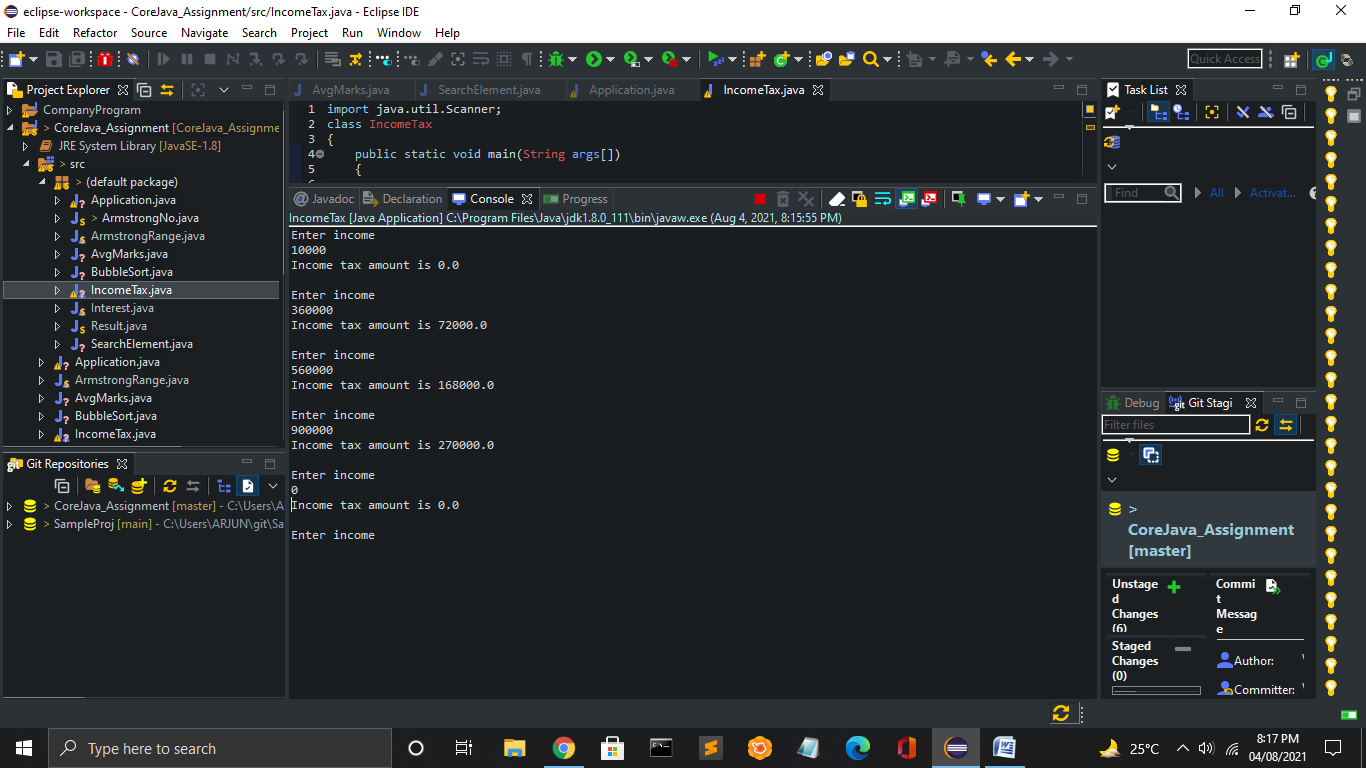 eclipse-workspace - CoreJava_Assignment/src/IncomeTax.java - Eclipse IDE
File Edit Refactor Source Navigate Search Project Run Window Help
Quick Access
Project Explorer
CompanyProgram
> CoreJava_Assignment [CoreJava_Assignme
JRE System Library [JavaSE-1.8]
> src
> (default package)
Application.java
> ArmstrongNo.java
ArmstrongRange.java
AvgMarks.java
BubbleSort.java
IncomeTax.java
Interest.java
Result.java
SearchElement.java
Application.java
ArmstrongRange.java
AvgMarks.java
BubbleSort.java
IncomeTax.java
Git Repositories
> CoreJava_Assignment [master] - C:\Users\A
> SampleProj [main] - C:\Users\ARJUN\git\Sa
AvgMarks.java SearchElement.java Application.java IncomeTax.java
1 import java.util.Scanner;
2 class IncomeTax
3 {
4 public static void main(String args[])
5 {
Javadoc Declaration Console Progress
IncomeTax [Java Application] C:\Program Files\Java\jdk1.8.0_111\bin\javaw.exe (Aug 4, 2021, 8:15:55 PM)
Enter income
10000
Income tax amount is 0.0
Enter income
360000
Income tax amount is 72000.0
Enter income
560000
Income tax amount is 168000.0
Enter income
900000
Income tax amount is 270000.0
Enter income
0
Income tax amount is 0.0
Enter income
Task List
Find All Activat...
Debug Git Stagi
Filter files
>
CoreJava_Assignment
[master]
Unstage
d
Changes
(6)
Commi
t
Messag
e
Staged
Changes
(0)
Author:
Committer:
Type here to search
25°C
8:17 PM
04/08/2021